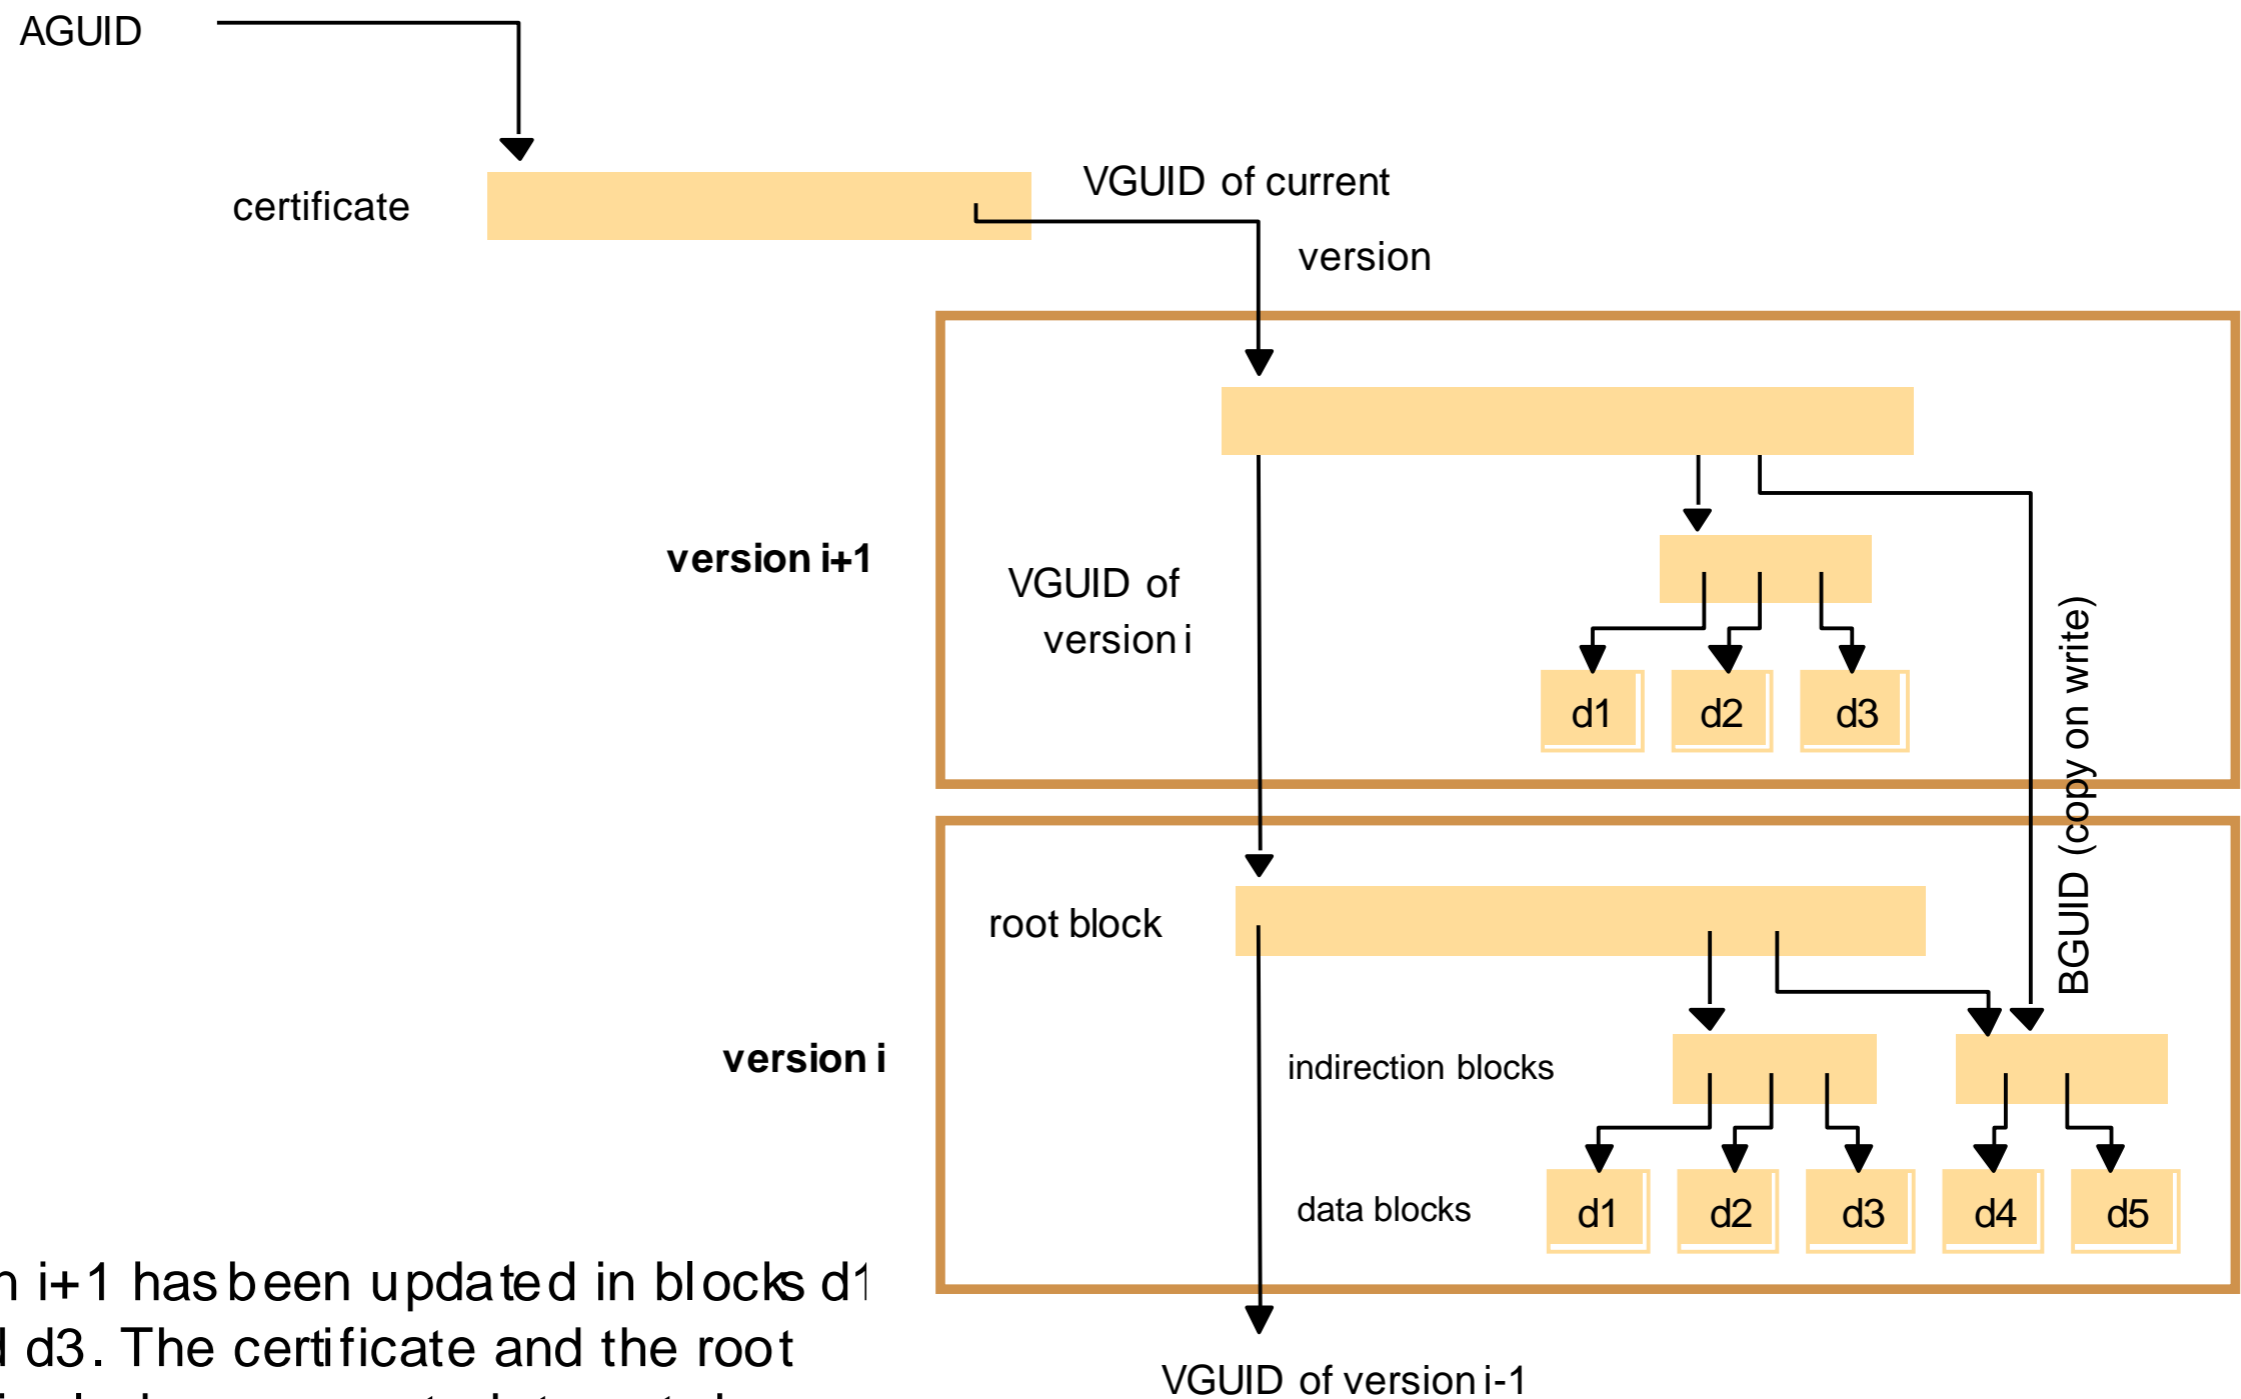 AGUID
certificate
VGUID of current
version
version i+1
VGUID of
version i
d1 d2 d3
BGUID (copy on write)
root block
version i
indirection blocks
data blocks
d1 d2 d3 d4 d5
i+1 has been updated in blocks d1
d3. The certificate and the root
VGUID of version i-1